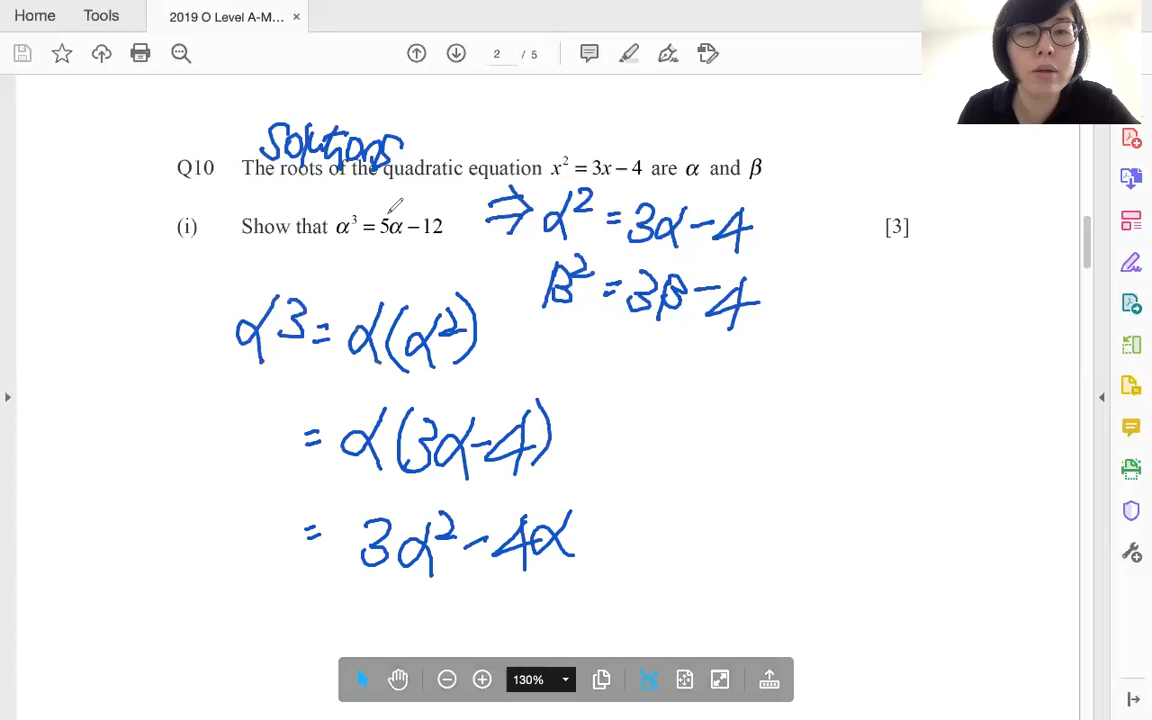 Home Tools 2019 O Level A-M... ×
2 / 5
Solutions
Q10 The roots of the quadratic equation x² = 3x − 4 are α and β
(i) Show that α³ = 5α − 12 [3]
⇒ α² = 3α − 4
β² = 3β − 4
α³ = α(α²)
= α(3α − 4)
= 3α² − 4α
130%